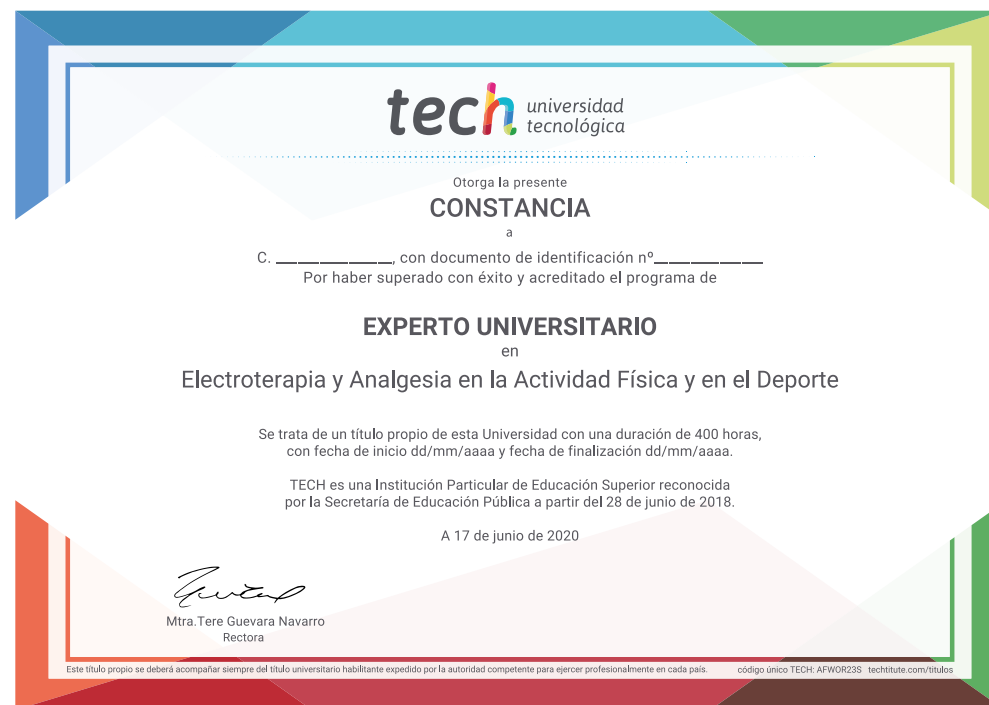 tech universidad
tecnológica
Otorga la presente
CONSTANCIA
a
C. ______________, con documento de identificación nº_____________
Por haber superado con éxito y acreditado el programa de
EXPERTO UNIVERSITARIO
en
Electroterapia y Analgesia en la Actividad Física y en el Deporte
Se trata de un título propio de esta Universidad con una duración de 400 horas,
con fecha de inicio dd/mm/aaaa y fecha de finalización dd/mm/aaaa.
TECH es una Institución Particular de Educación Superior reconocida
por la Secretaría de Educación Pública a partir del 28 de junio de 2018.
A 17 de junio de 2020
Mtra.Tere Guevara Navarro
Rectora
Este título propio se deberá acompañar siempre del título universitario habilitante expedido por la autoridad competente para ejercer profesionalmente en cada país. código único TECH: AFWOR23S techtitute.com/titulos